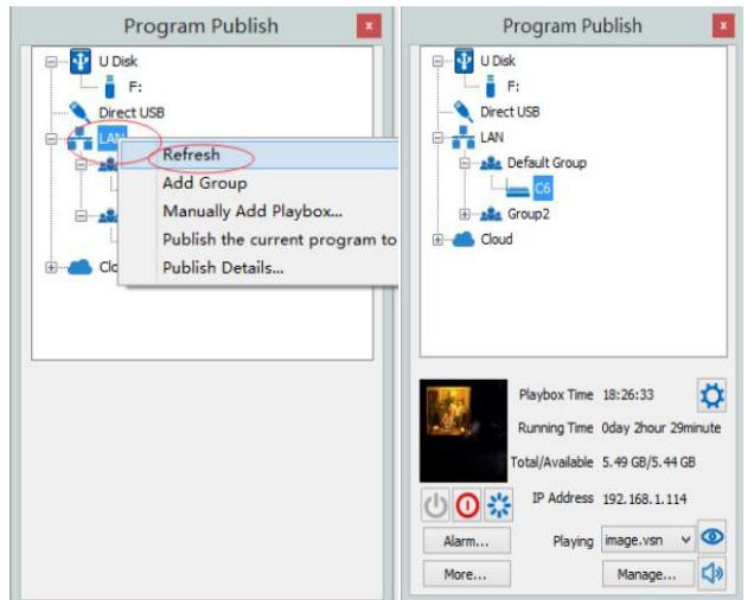 Program Publish
x
U Disk
F:
Direct USB
LAN
Refresh
Add Group
Manually Add Playbox...
Publish the current program to
Publish Details...
Clo
Program Publish
x
U Disk
F:
Direct USB
LAN
Default Group
C6
Group2
Cloud
Playbox Time 18:26:33
Running Time 0day 2hour 29minute
Total/Available 5.49 GB/5.44 GB
IP Address 192.168.1.114
Alarm... Playing image.vsn
More... Manage...